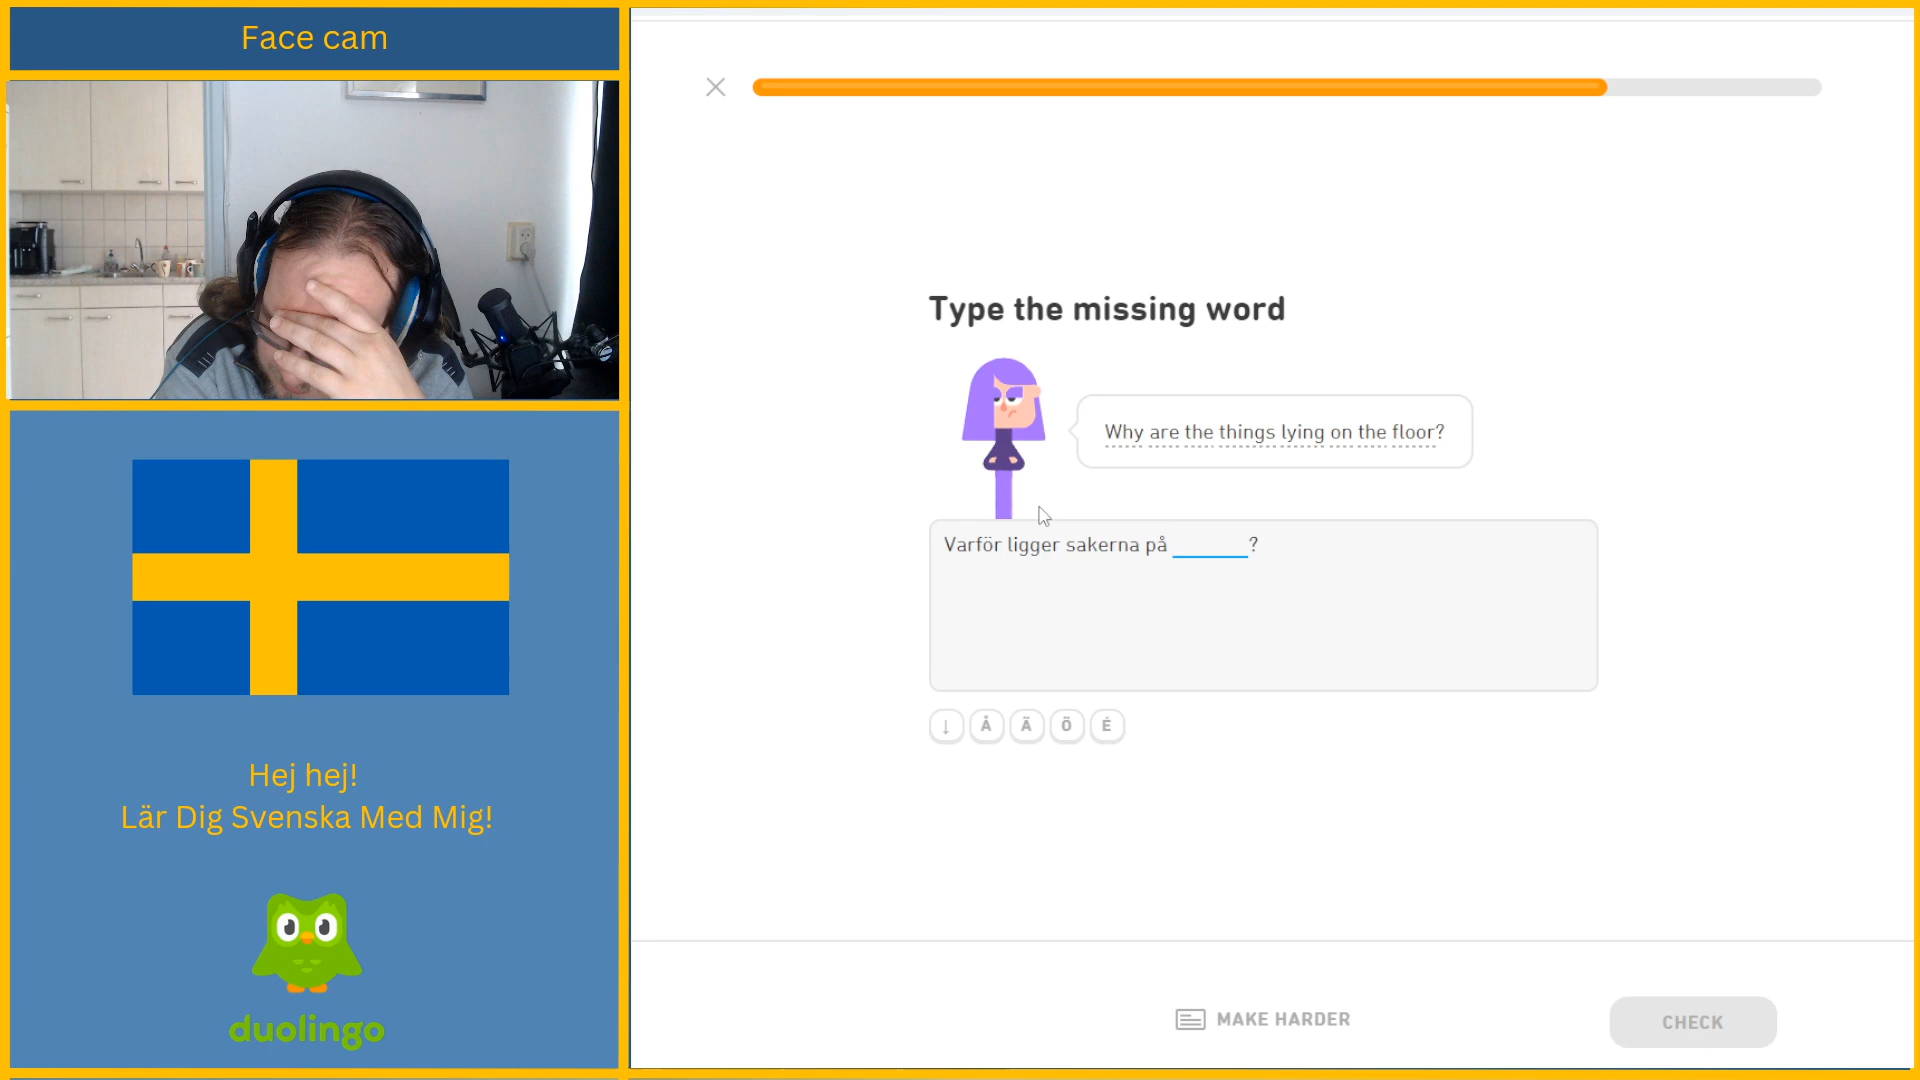 Face cam
Type the missing word
Why are the things lying on the floor?
Varför ligger sakerna på ______?
↓ Å Ä Ö É
Hej hej!
Lär Dig Svenska Med Mig!
duolingo
MAKE HARDER
CHECK